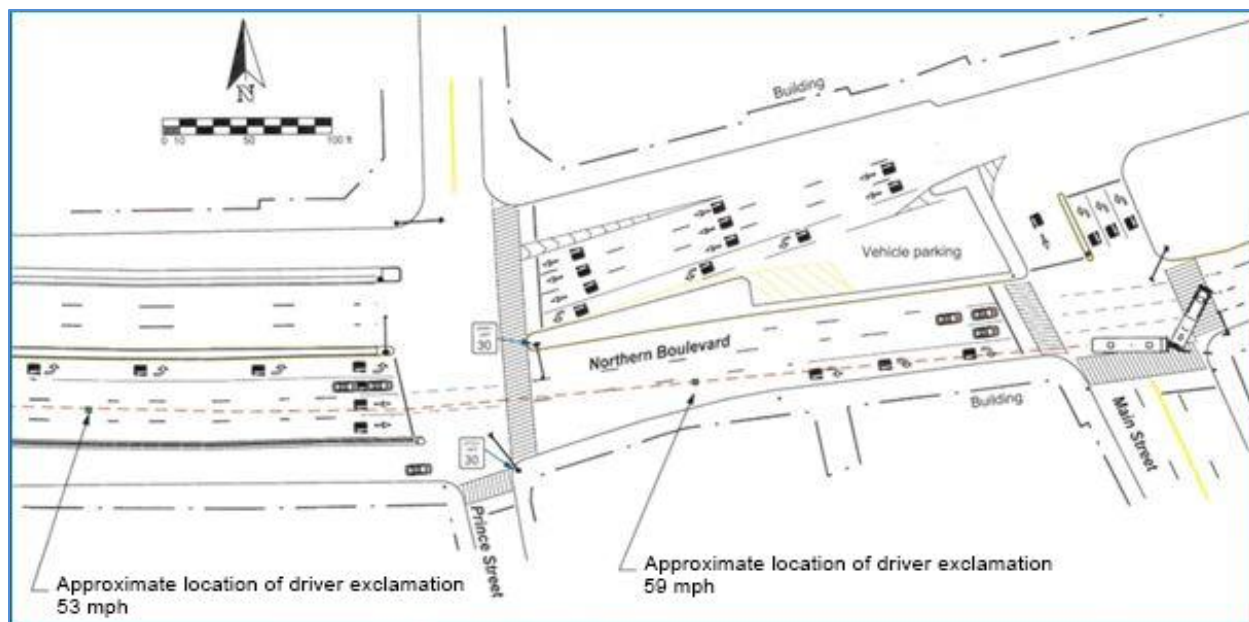 Building
N
0 10 50 100 ft
Vehicle parking
30
Northern Boulevard
Building
30
Main Street
Prince Street
Approximate location of driver exclamation
53 mph
Approximate location of driver exclamation
59 mph